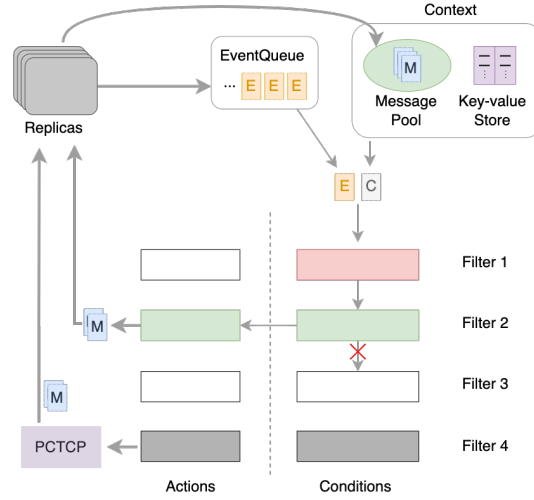 Context
EventQueue
... E E E
M
Message
Pool
Key-value
Store
Replicas
E C
Filter 1
M
Filter 2
Filter 3
M
PCTCP
Filter 4
Actions
Conditions